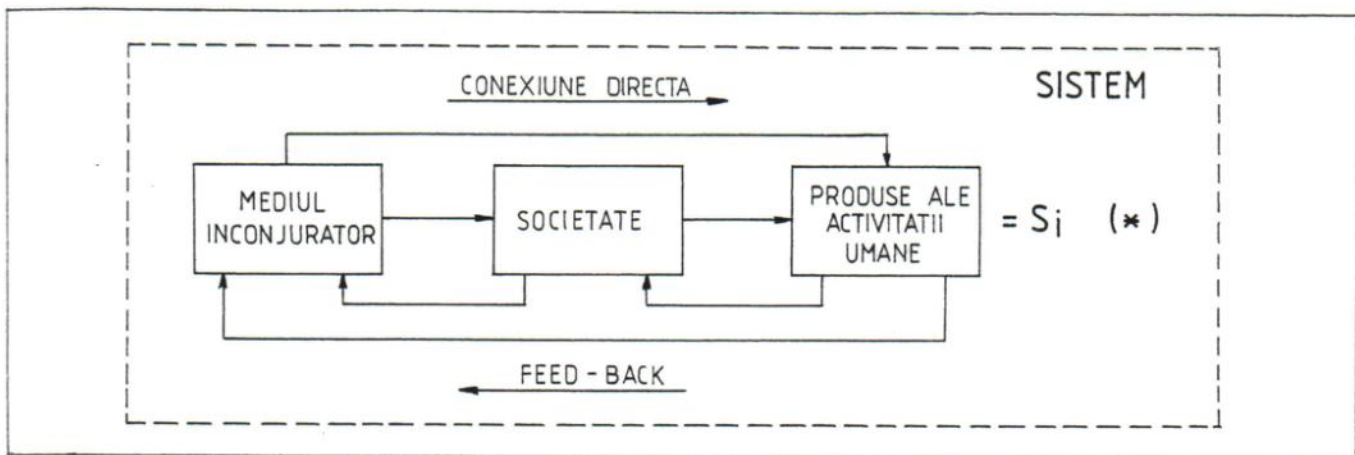 CONEXIUNE DIRECTA
SISTEM
MEDIUL
INCONJURATOR
SOCIETATE
PRODUSE ALE
ACTIVITATII
UMANE
= Si (*)
FEED-BACK